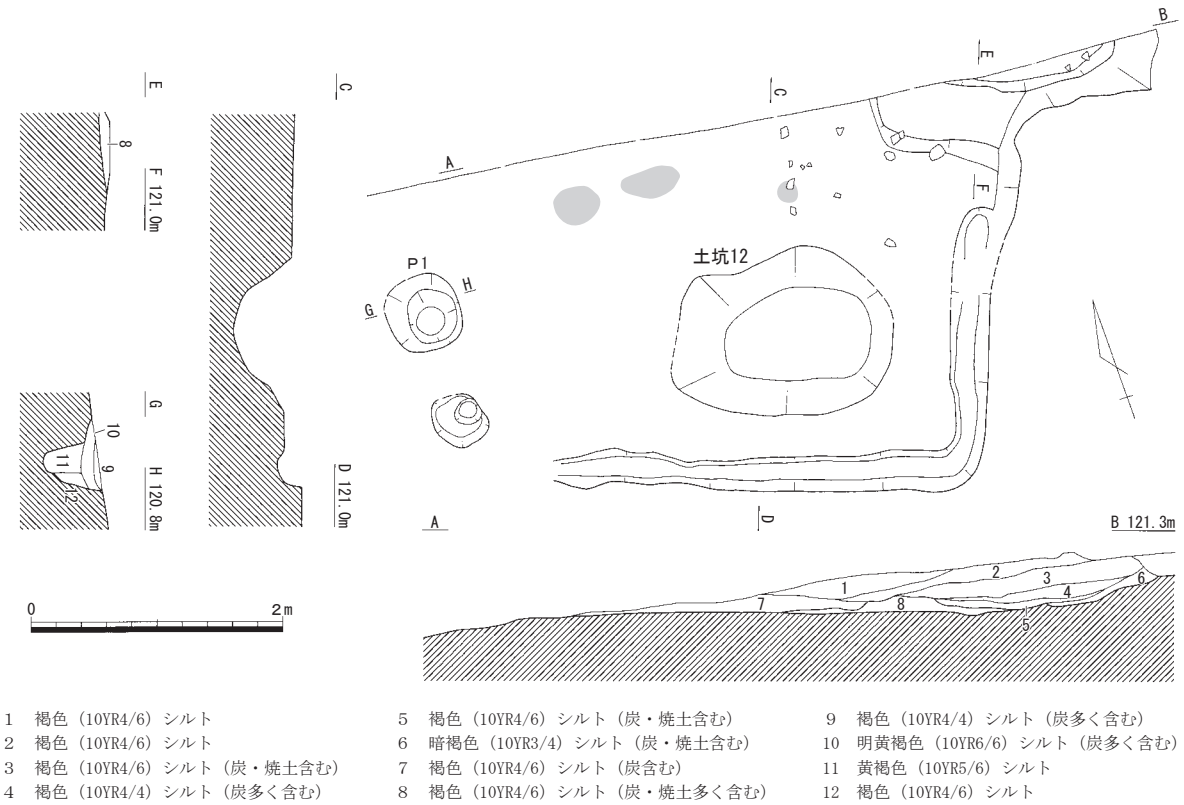 B
E
E
C
C
A
8
F 121.0m
F
土坑12
P1
H
G
G
10
11
9
12
H 120.8m
D 121.0m
A
D
B 121.3m
1
2
3
4
5
6
7
8
0 2m
1 褐色（10YR4/6）シルト
2 褐色（10YR4/6）シルト
3 褐色（10YR4/6）シルト（炭・焼土含む）
4 褐色（10YR4/4）シルト（炭多く含む）
5 褐色（10YR4/6）シルト（炭・焼土含む）
6 暗褐色（10YR3/4）シルト（炭・焼土含む）
7 褐色（10YR4/6）シルト（炭含む）
8 褐色（10YR4/6）シルト（炭・焼土多く含む）
9 褐色（10YR4/4）シルト（炭多く含む）
10 明黄褐色（10YR6/6）シルト（炭多く含む）
11 黄褐色（10YR5/6）シルト
12 褐色（10YR4/6）シルト